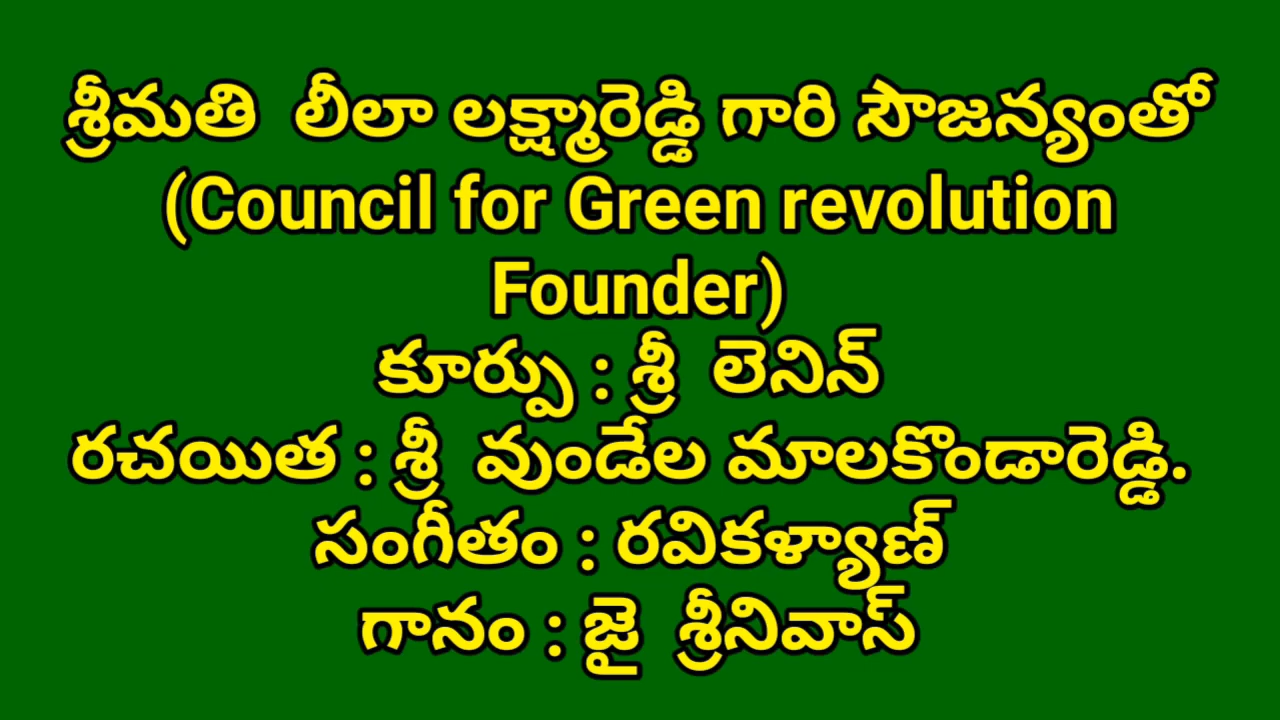 శ్రీమతి లీలా లక్ష్మారెడ్డి గారి సౌజన్యంతో
(Council for Green revolution
Founder)
కూర్పు : శ్రీ లెనిన్
రచయిత : శ్రీ వుండేల మాలకొండారెడ్డి.
సంగీతం : రవికళ్యాణ్
గానం : జై శ్రీనివాస్